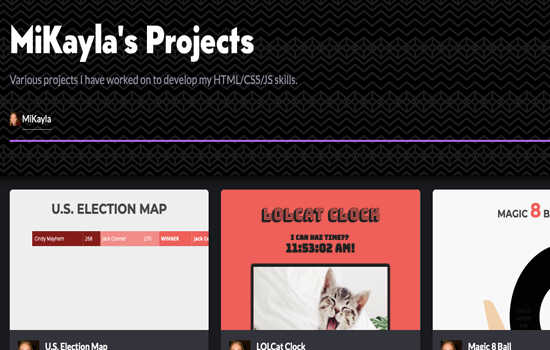 MiKayla's Projects
Various projects I have worked on to develop my HTML/CSS/JS skills.
MiKayla
U.S. ELECTION MAP
Cindy Mayhem 268 Jack Conner 270 WINNER Jack Co
LOLCAT CLOCK
I CAN HAZ TIME??
11:53:02 AM!
MAGIC 8 B
U.S. Election Map
LOLCat Clock
Magic 8 Ball